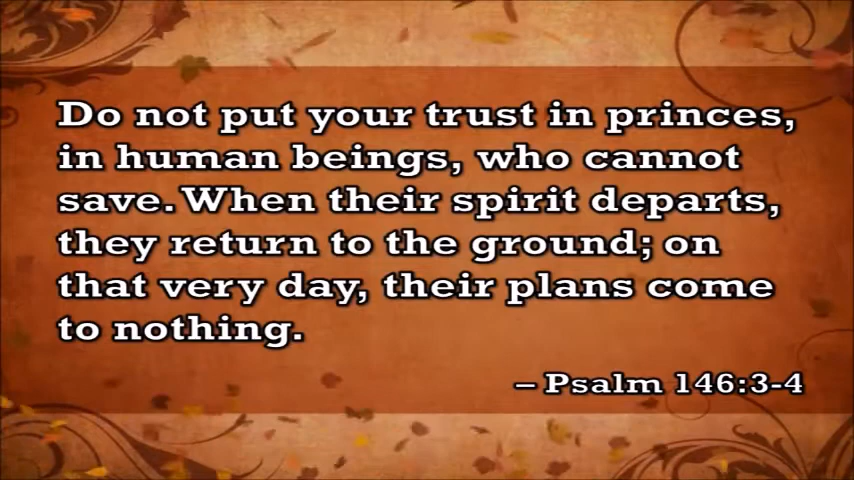 Do not put your trust in princes,
in human beings, who cannot
save. When their spirit departs,
they return to the ground; on
that very day, their plans come
to nothing.
– Psalm 146:3-4